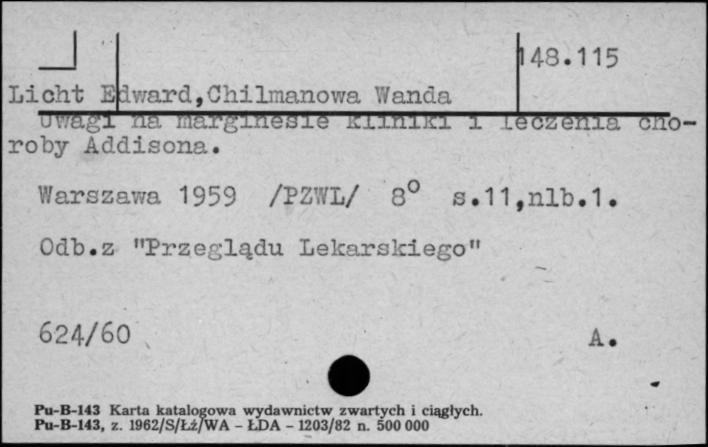 148.115
Licht Edward,Chilmanowa Wanda
Uwagi na marginesie kliniki i leczenia cho-
roby Addisona.
Warszawa 1959 /PZWL/ 8° s.11,nlb.1.
Odb.z "Przeglądu Lekarskiego"
624/60 A.
Pu-B-143 Karta katalogowa wydawnictw zwartych i ciągłych.
Pu-B-143, z. 1962/S/Łź/WA – ŁDA – 1203/82 n. 500 000